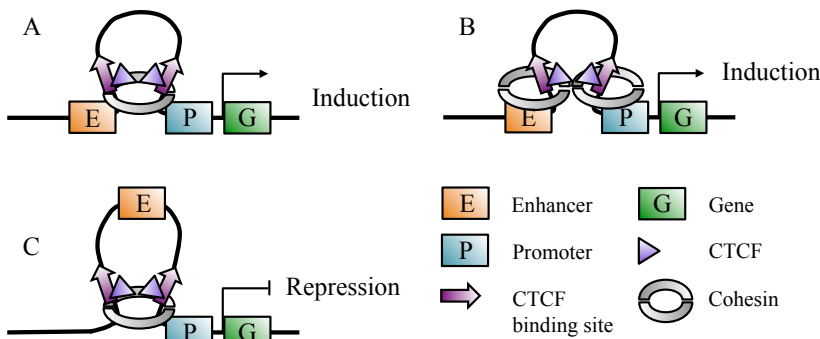 A
E
P
G
Induction
B
E
P
G
Induction
C
E
P
G
Repression
E
Enhancer
G
Gene
P
Promoter
CTCF
CTCF
binding site
Cohesin